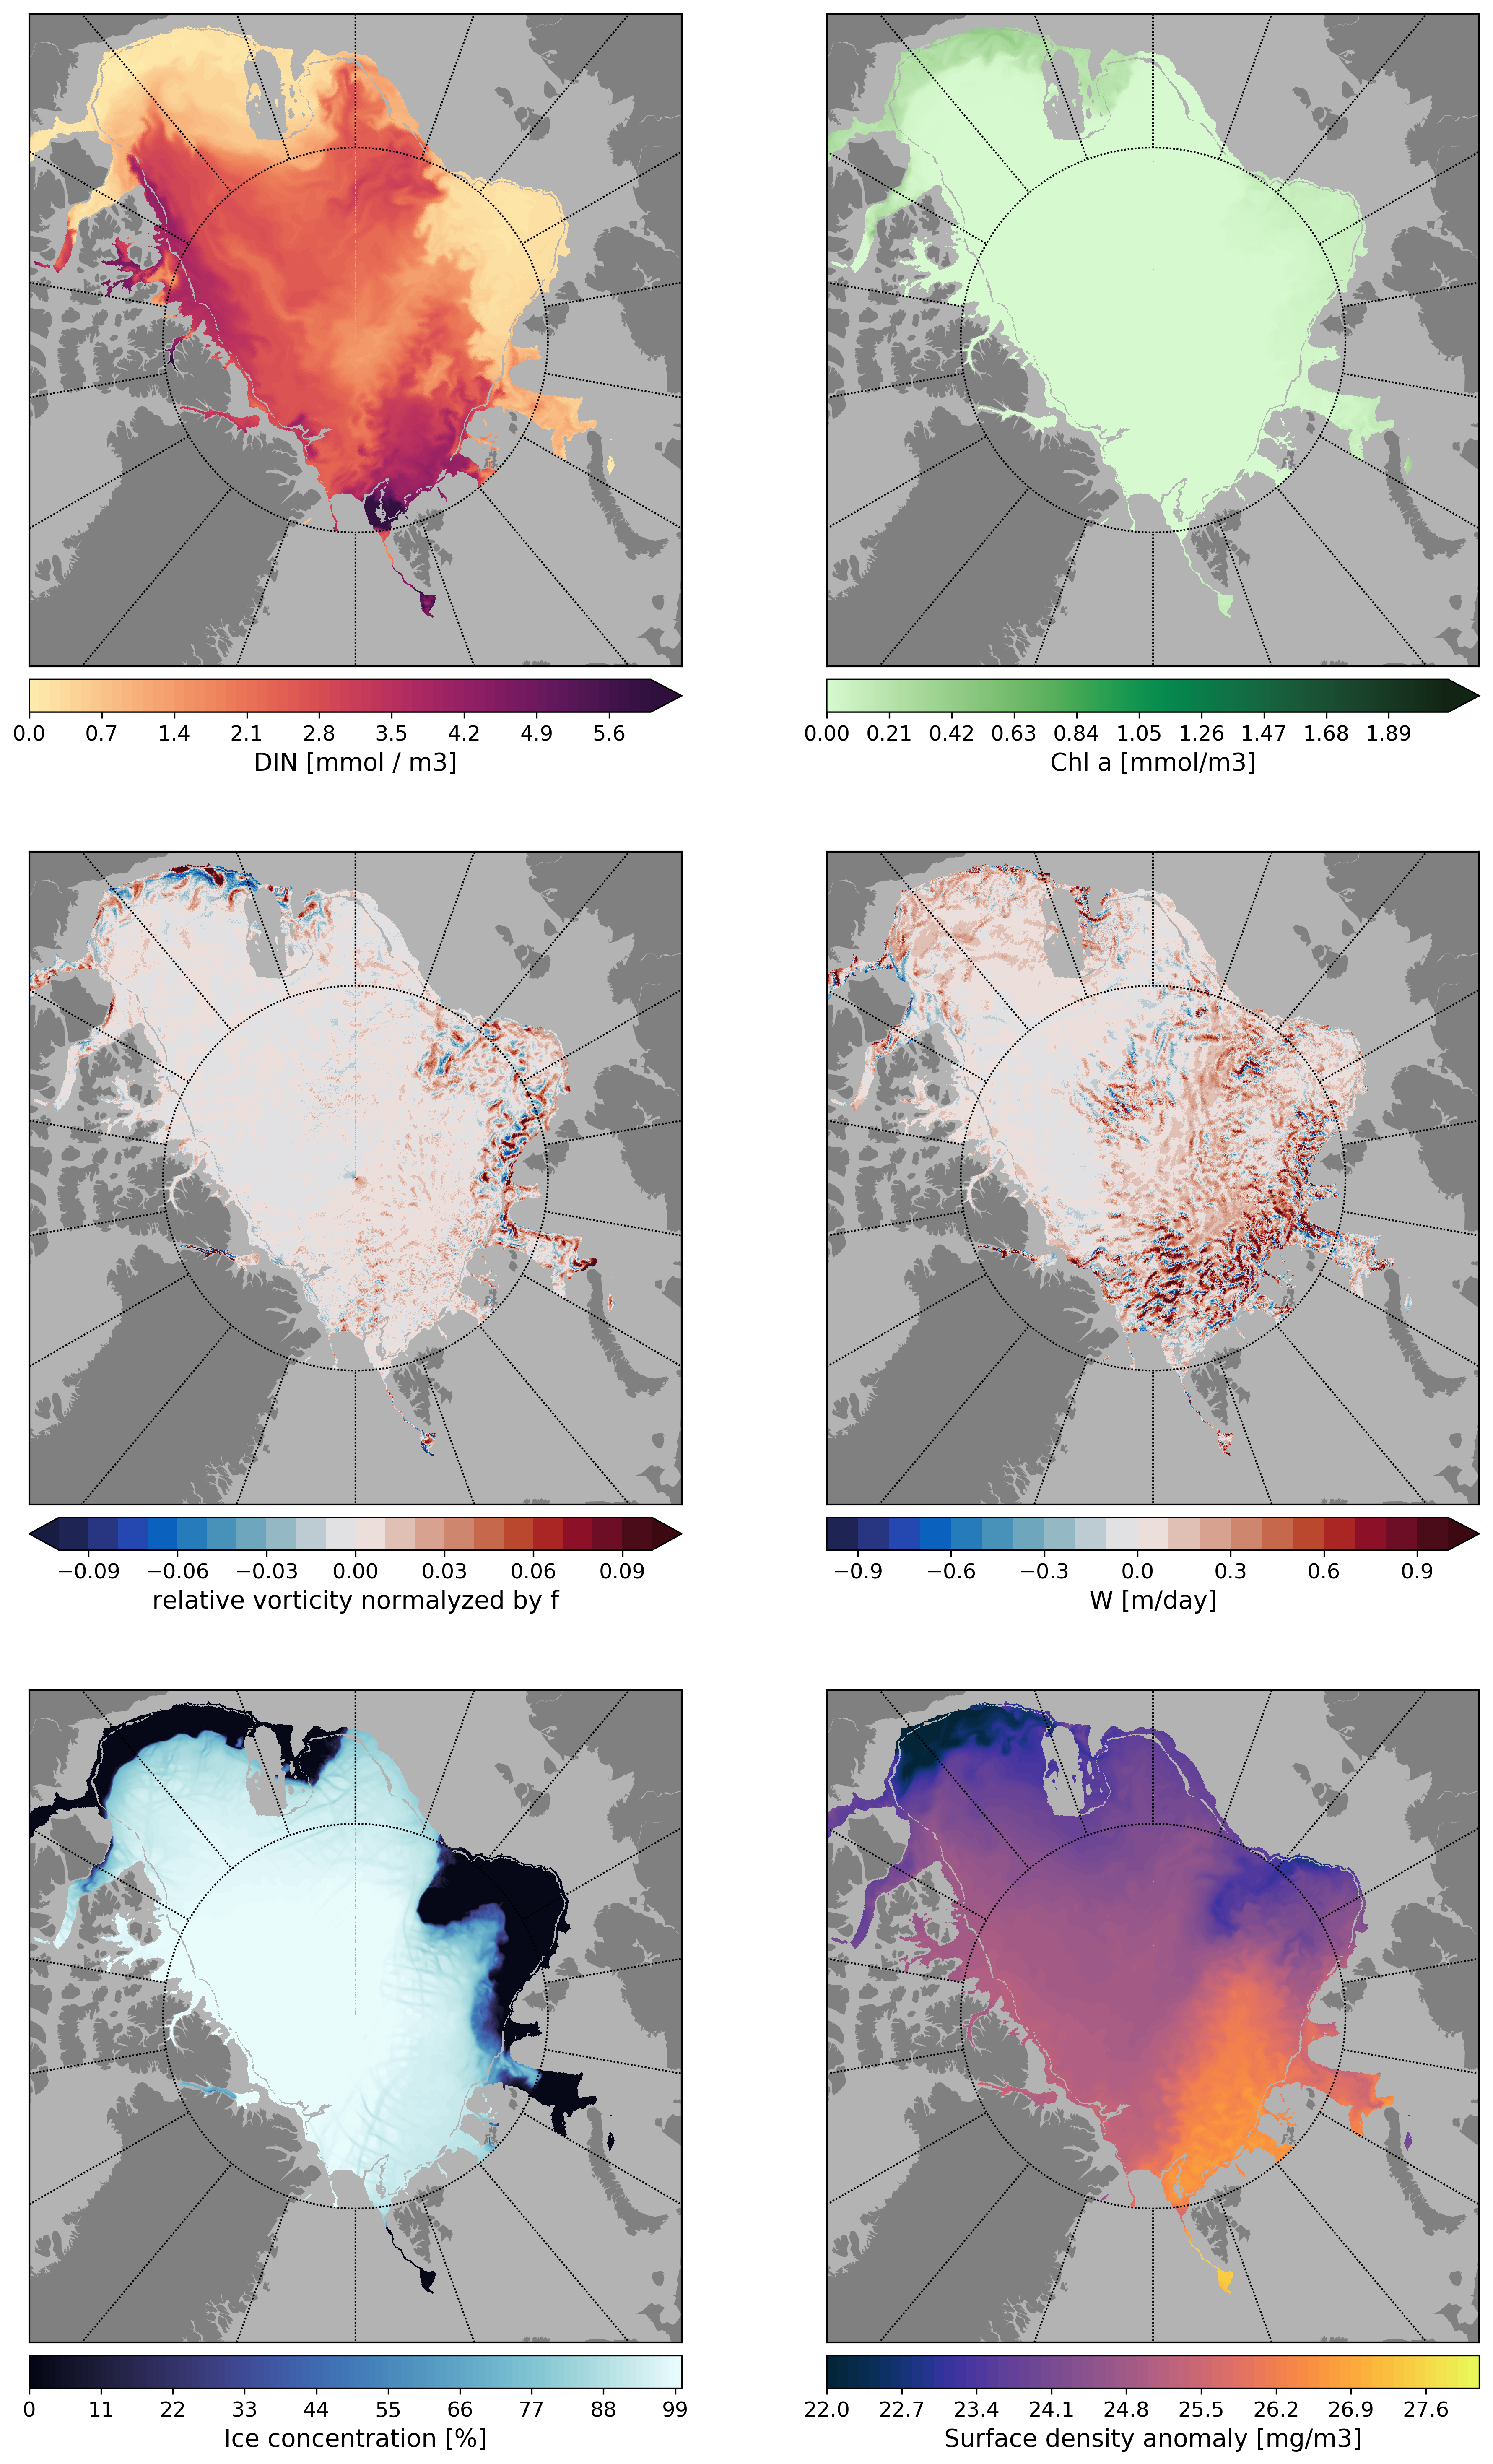 0.0 0.7 1.4 2.1 2.8 3.5 4.2 4.9 5.6
DIN [mmol / m3]
0.00 0.21 0.42 0.63 0.84 1.05 1.26 1.47 1.68 1.89
Chl a [mmol/m3]
−0.09 −0.06 −0.03 0.00 0.03 0.06 0.09
relative vorticity normalyzed by f
−0.9 −0.6 −0.3 0.0 0.3 0.6 0.9
W [m/day]
0 11 22 33 44 55 66 77 88 99
Ice concentration [%]
22.0 22.7 23.4 24.1 24.8 25.5 26.2 26.9 27.6
Surface density anomaly [mg/m3]